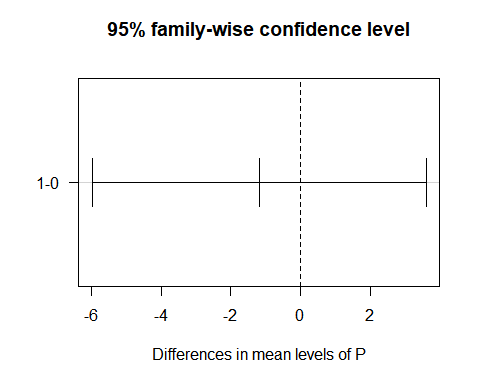 95% family-wise confidence level
1-0
-6 -4 -2 0 2
Differences in mean levels of P